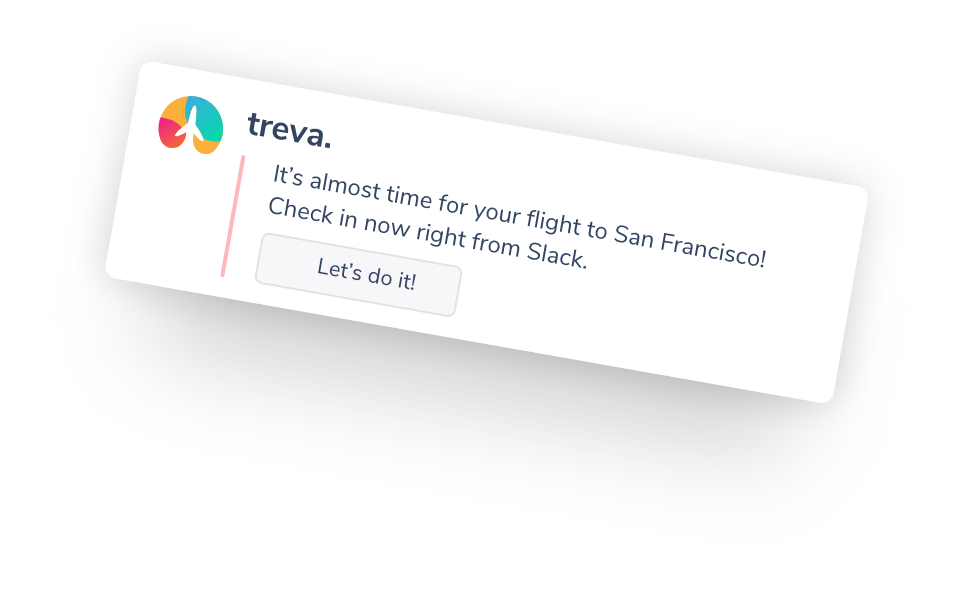 treva.
It’s almost time for your flight to San Francisco!
Check in now right from Slack.
Let’s do it!